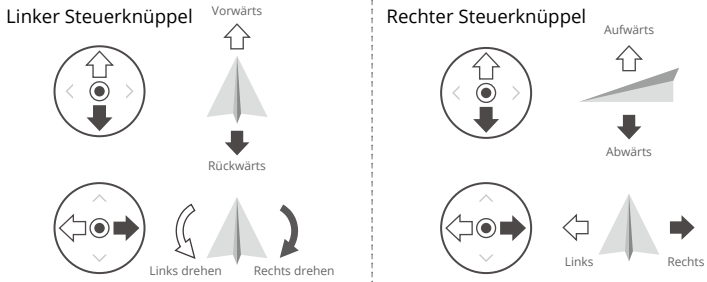 Linker Steuerknüppel
Vorwärts
Rückwärts
Links drehen
Rechts drehen
Rechter Steuerknüppel
Aufwärts
Abwärts
Links
Rechts